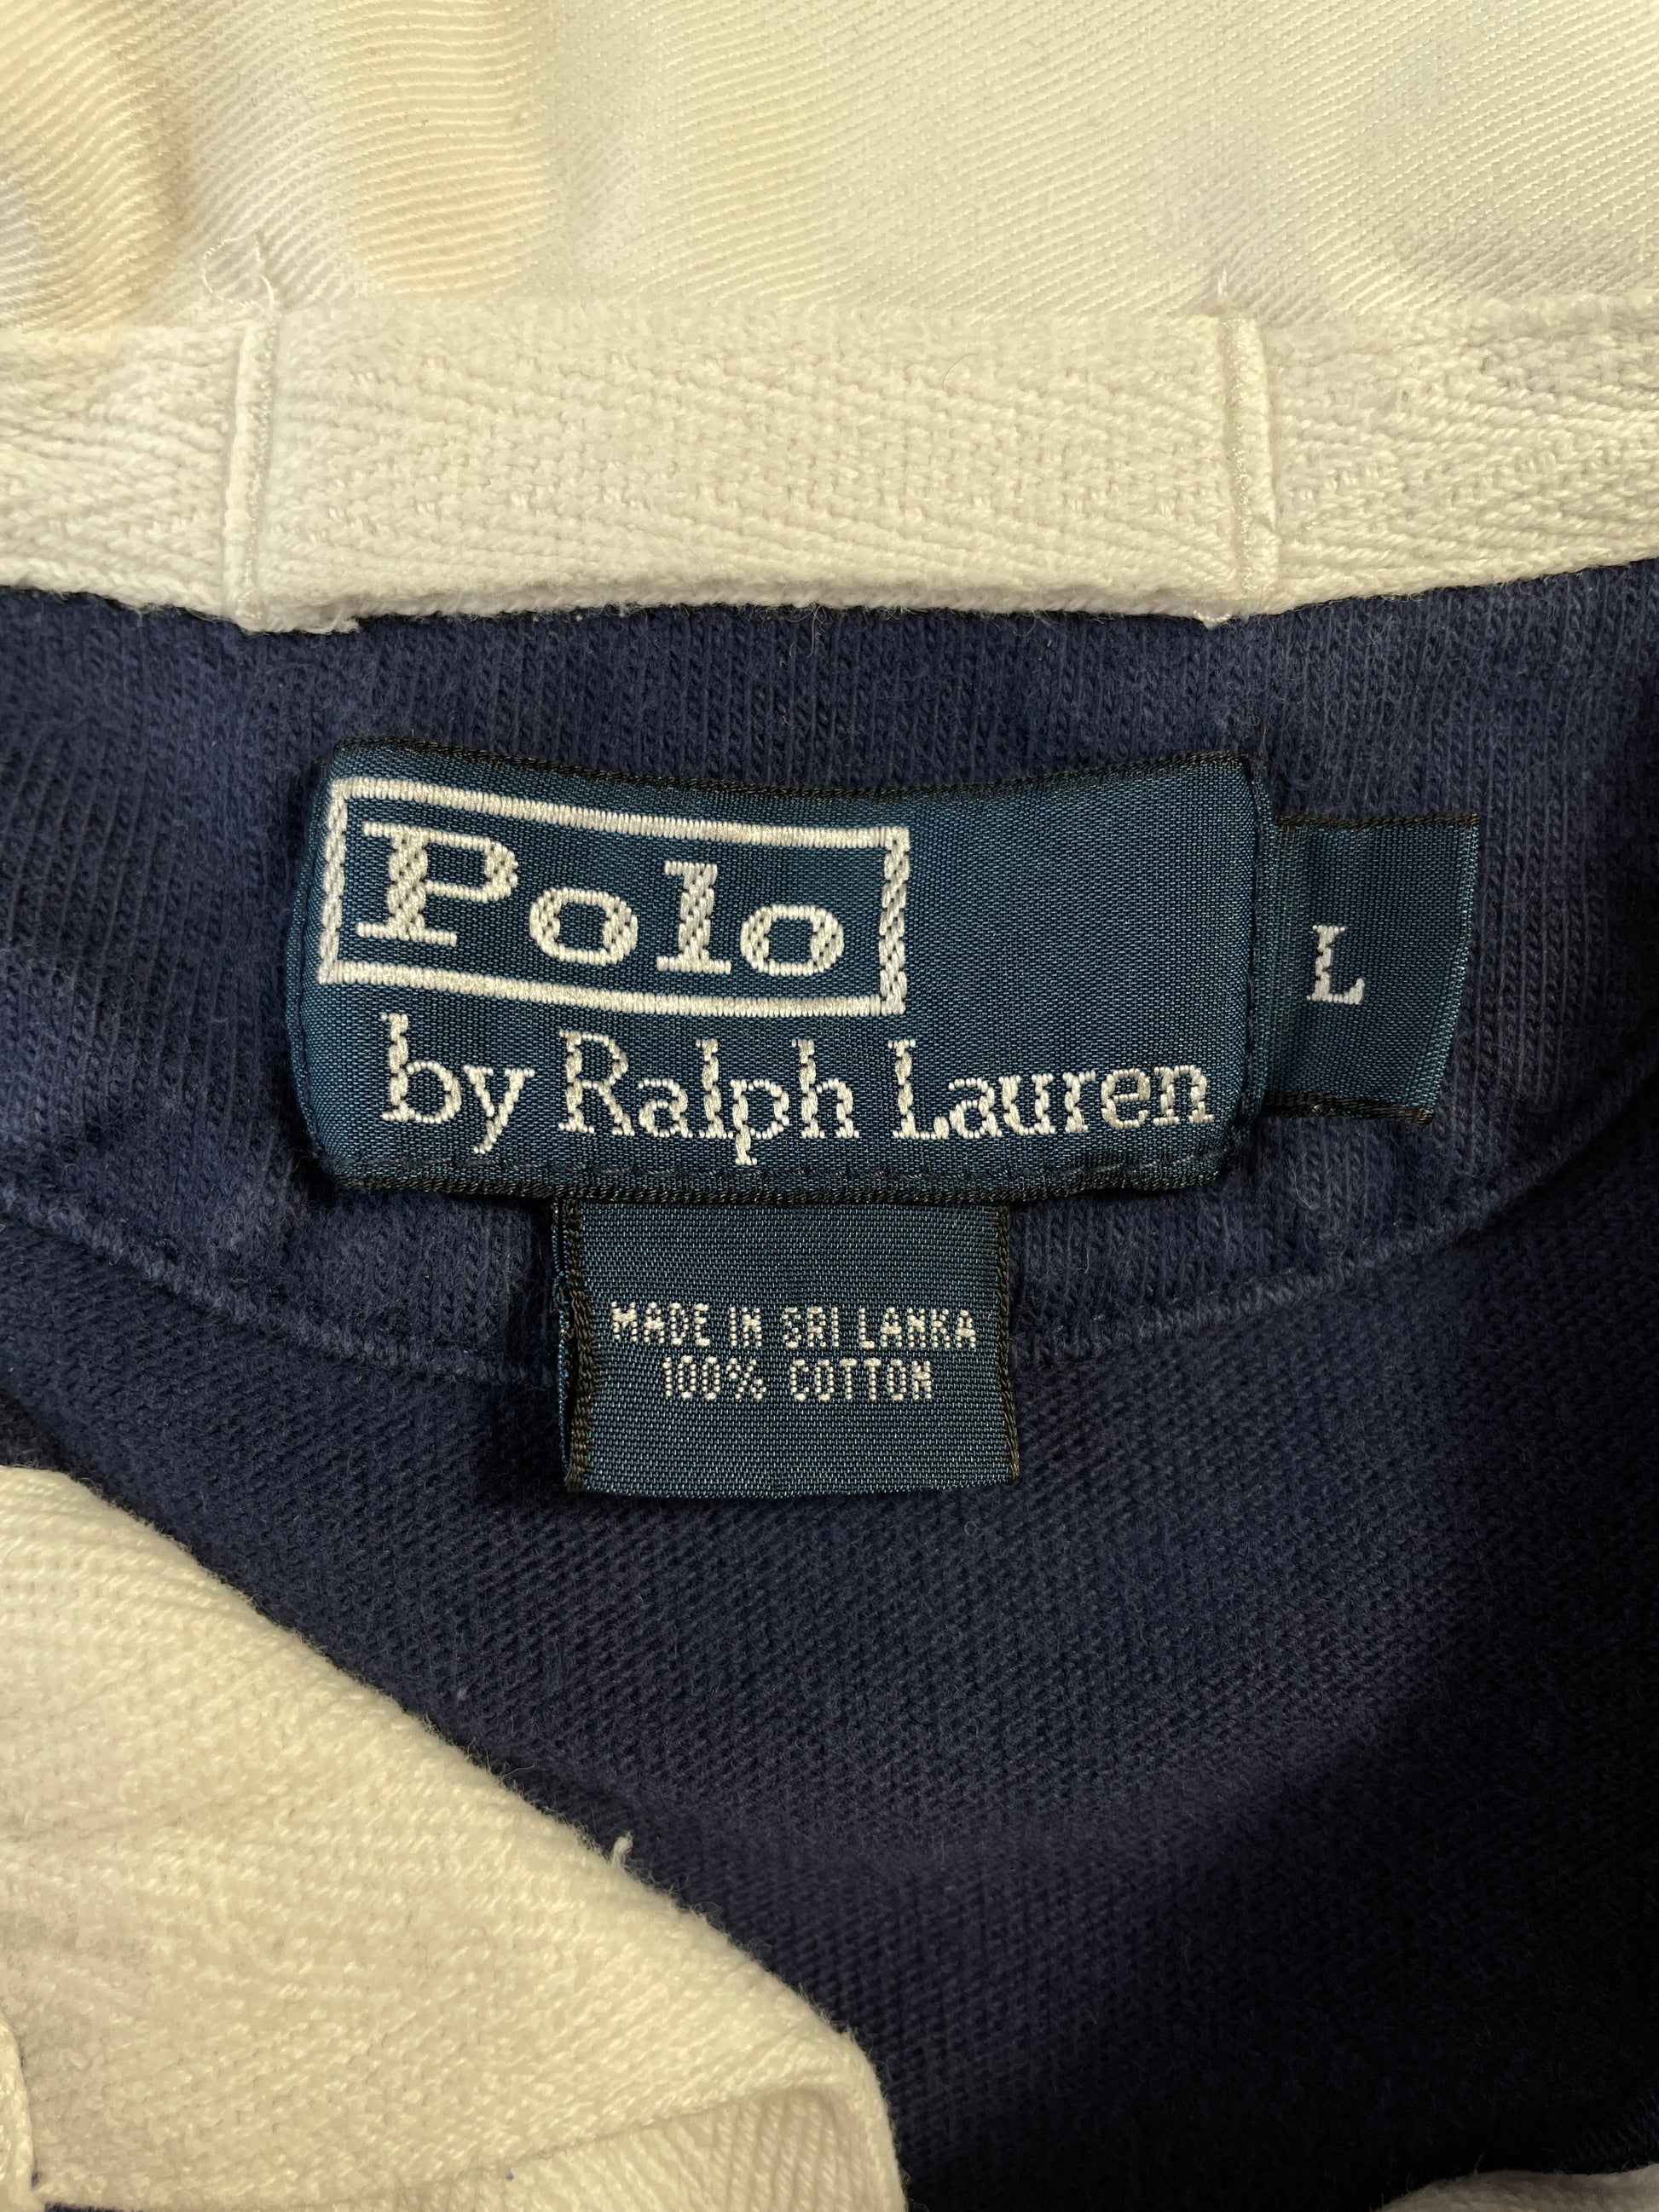 Polo
by Ralph Lauren
L
MADE IN SRI LANKA
100% COTTON